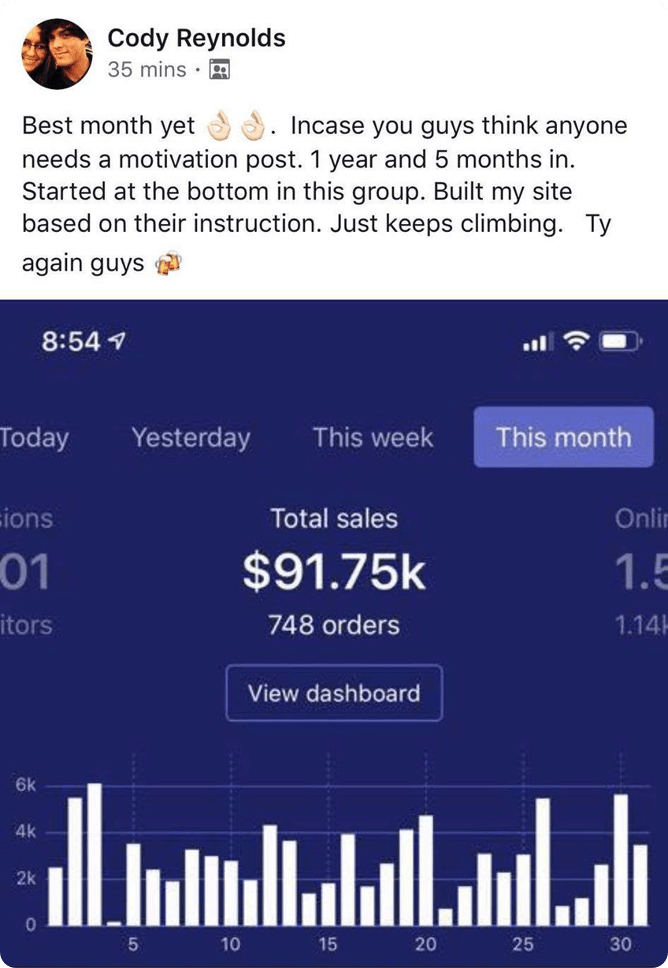 Cody Reynolds
35 mins ·
Best month yet 👌🏻 👌🏻. Incase you guys think anyone
needs a motivation post. 1 year and 5 months in.
Started at the bottom in this group. Built my site
based on their instruction. Just keeps climbing. Ty
again guys 🍻
8:54
Today Yesterday This week This month
sions Total sales Onlin
01 $91.75k 1.5
itors 748 orders 1.14k
View dashboard
6k
4k
2k
0
5 10 15 20 25 30